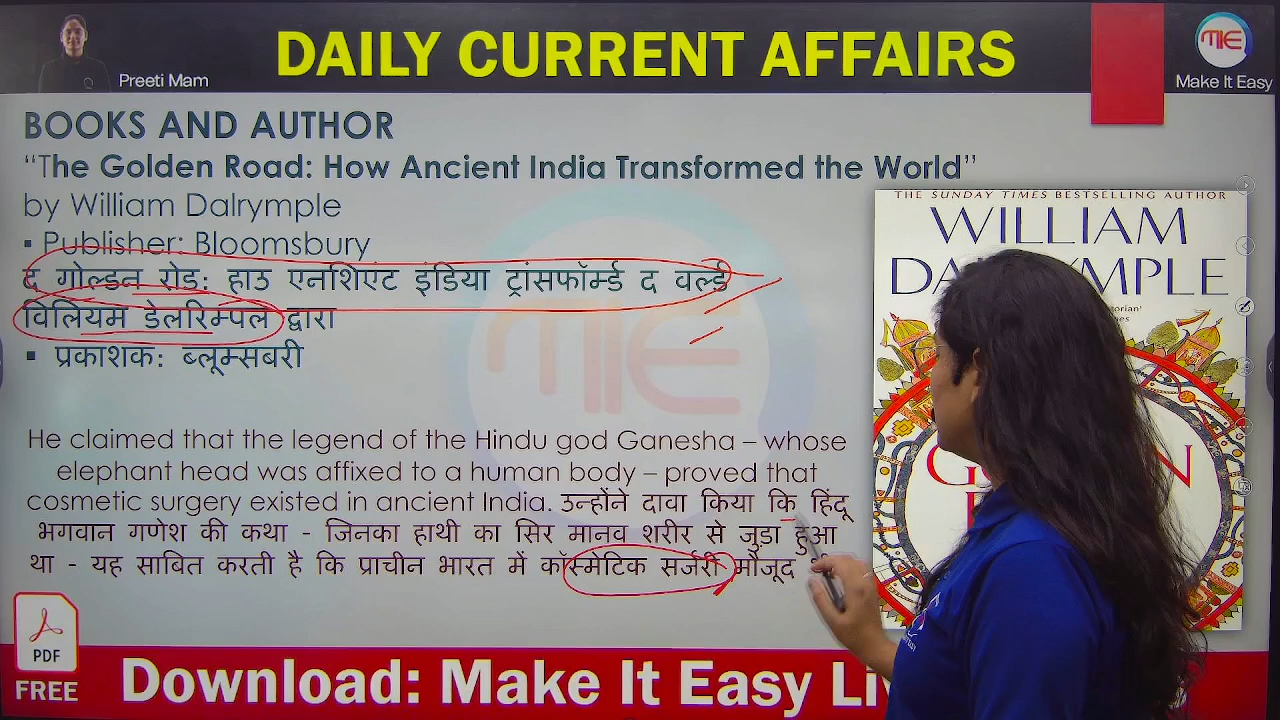 DAILY CURRENT AFFAIRS
Preeti Mam
MIE
Make It Easy
BOOKS AND AUTHOR
“The Golden Road: How Ancient India Transformed the World”
by William Dalrymple
▪ Publisher: Bloomsbury
द गोल्डन रोड: हाउ एनशिएंट इंडिया ट्रांसफॉर्म्ड द वर्ल्ड
विलियम डेलरिम्पल द्वारा
▪ प्रकाशक: ब्लूम्सबरी
MIE
He claimed that the legend of the Hindu god Ganesha – whose
elephant head was affixed to a human body – proved that
cosmetic surgery existed in ancient India. उन्होंने दावा किया कि हिंदू
भगवान गणेश की कथा - जिनका हाथी का सिर मानव शरीर से जुड़ा हुआ
था - यह साबित करती है कि प्राचीन भारत में कॉस्मेटिक सर्जरी मौजूद
THE SUNDAY TIMES BESTSELLING AUTHOR
WILLIAM
PDF
FREE
Download: Make It Easy